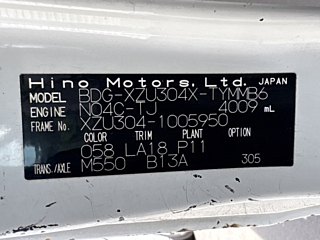 Hino Motors, Ltd. JAPAN
MODEL BDG-XZU304X-TYMMB6
N04C-TJ 4009 mL
FRAME No. XZU304-1005950
COLOR TRIM PLANT OPTION
058 LA18 P11
TRANS./AXLE M550 B13A 305